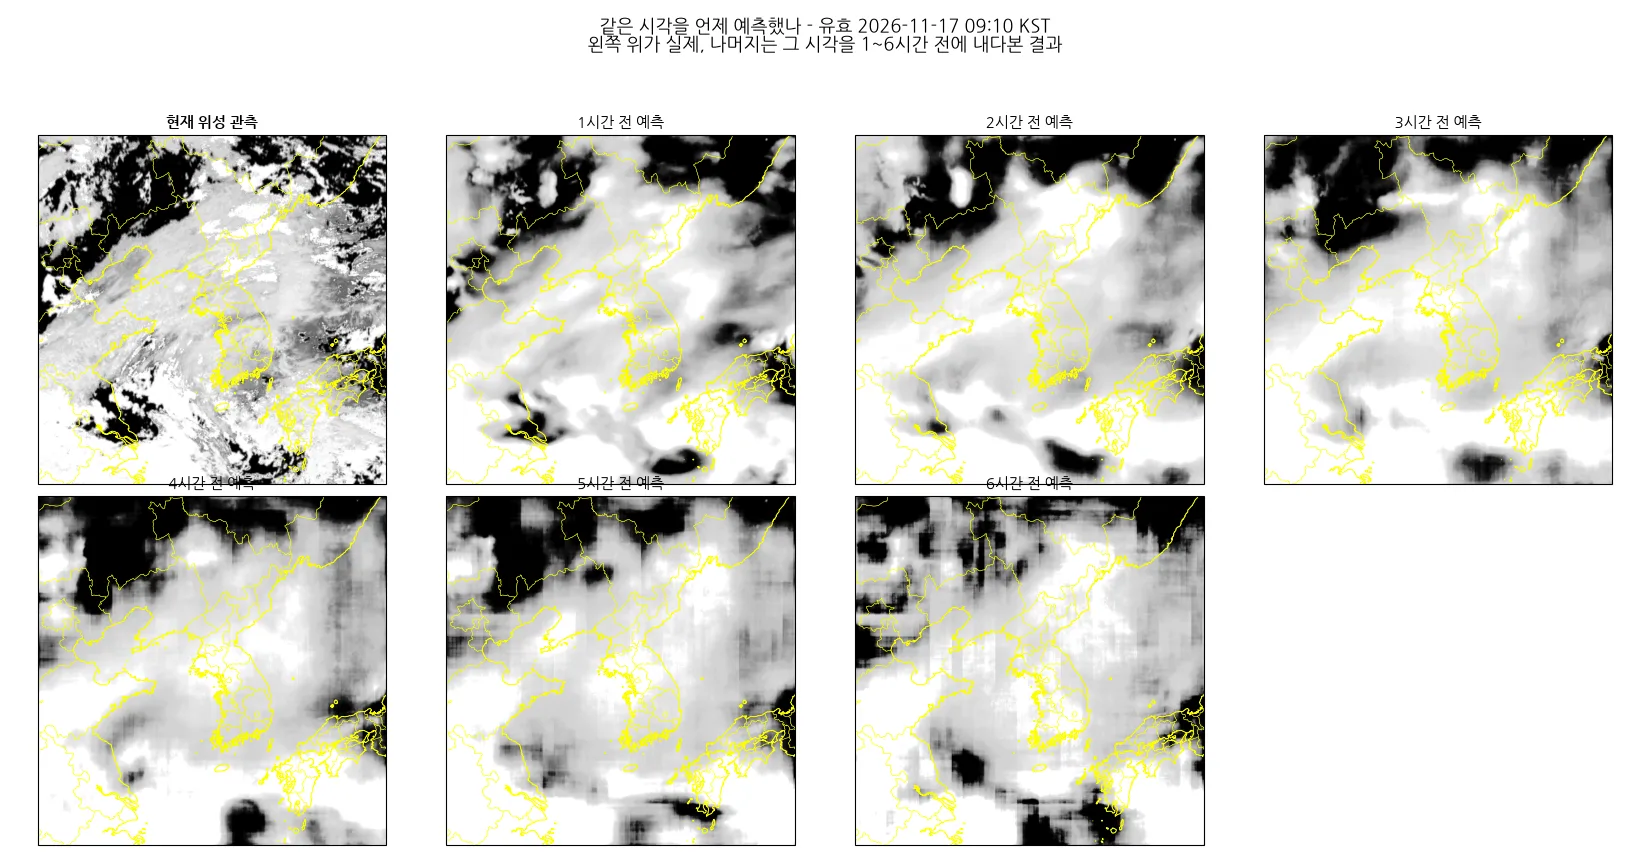 같은 시각을 언제 예측했나 - 유효 2026-11-17 09:10 KST
왼쪽 위가 실제, 나머지는 그 시각을 1~6시간 전에 내다본 결과
현재 위성 관측
1시간 전 예측
2시간 전 예측
3시간 전 예측
4시간 전 예측
5시간 전 예측
6시간 전 예측